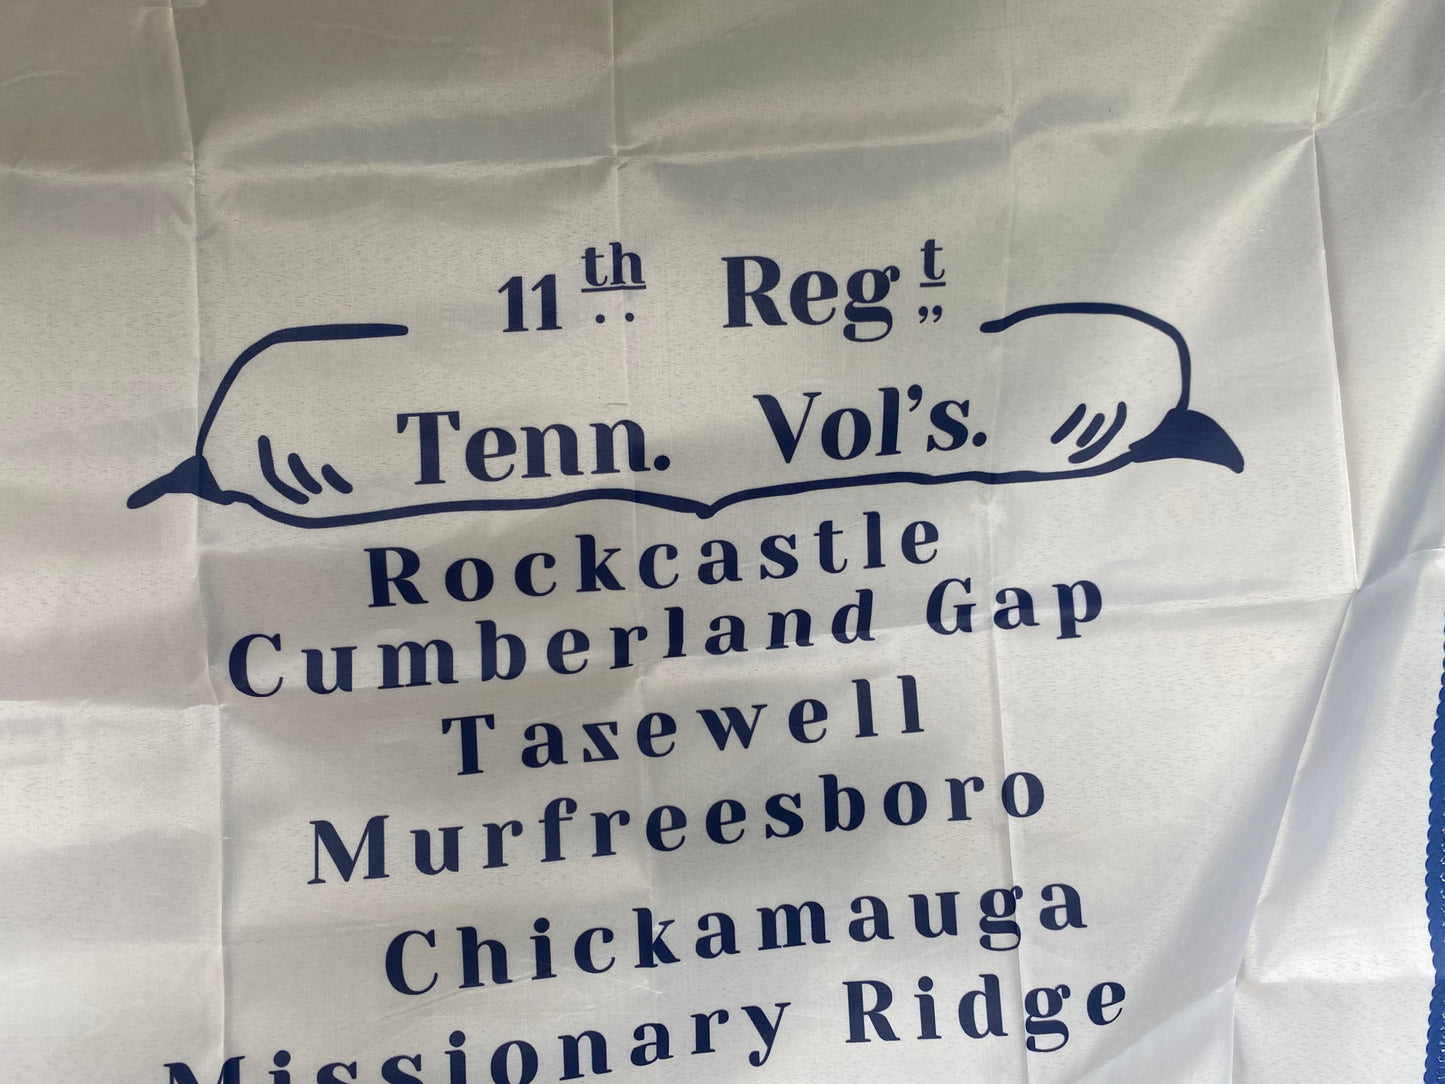 11th Regt
Tenn. Vol's.
Rockcastle
Cumberland Gap
Tazewell
Murfreesboro
Chickamauga
Missionary Ridge